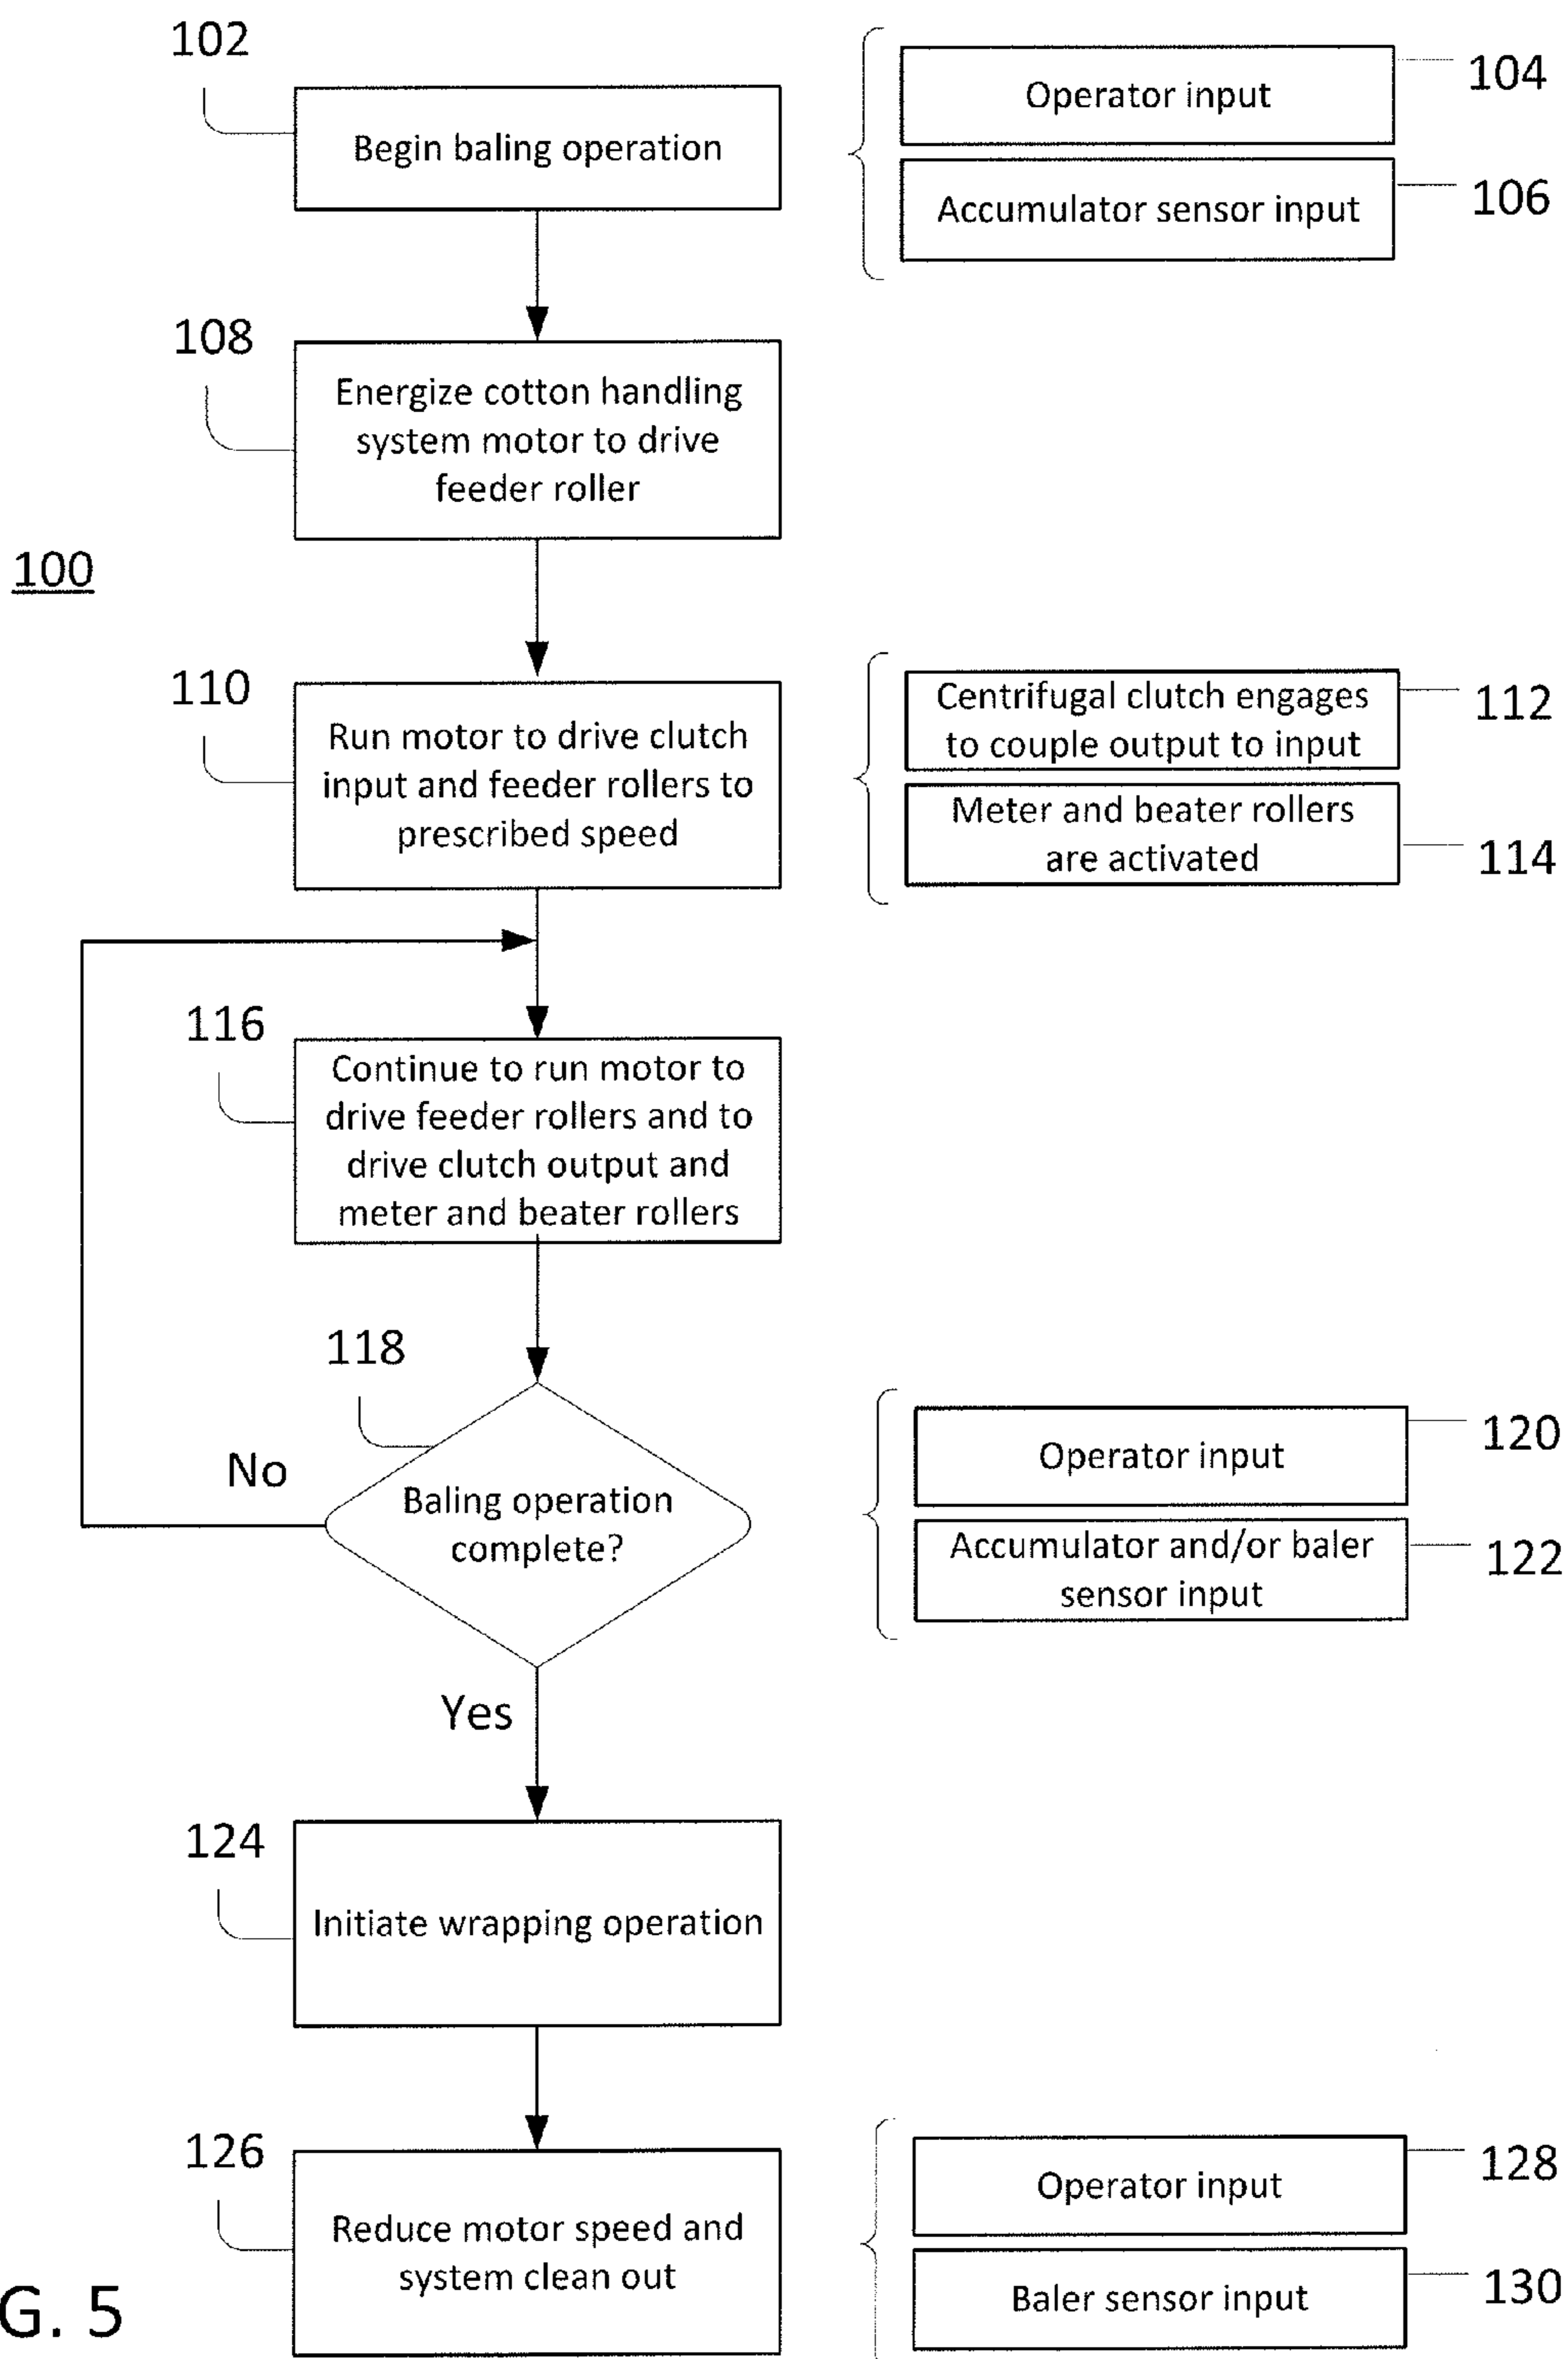 102
Begin baling operation
Operator input
104
Accumulator sensor input
106
108
Energize cotton handling
system motor to drive
feeder roller
100
110
Run motor to drive clutch
input and feeder rollers to
prescribed speed
Centrifugal clutch engages
to couple output to input
112
Meter and beater rollers
are activated
114
116
Continue to run motor to
drive feeder rollers and to
drive clutch output and
meter and beater rollers
118
No
Baling operation
complete?
Operator input
120
Accumulator and/or baler
sensor input
122
Yes
124
Initiate wrapping operation
126
Reduce motor speed and
system clean out
Operator input
128
Baler sensor input
130
G. 5